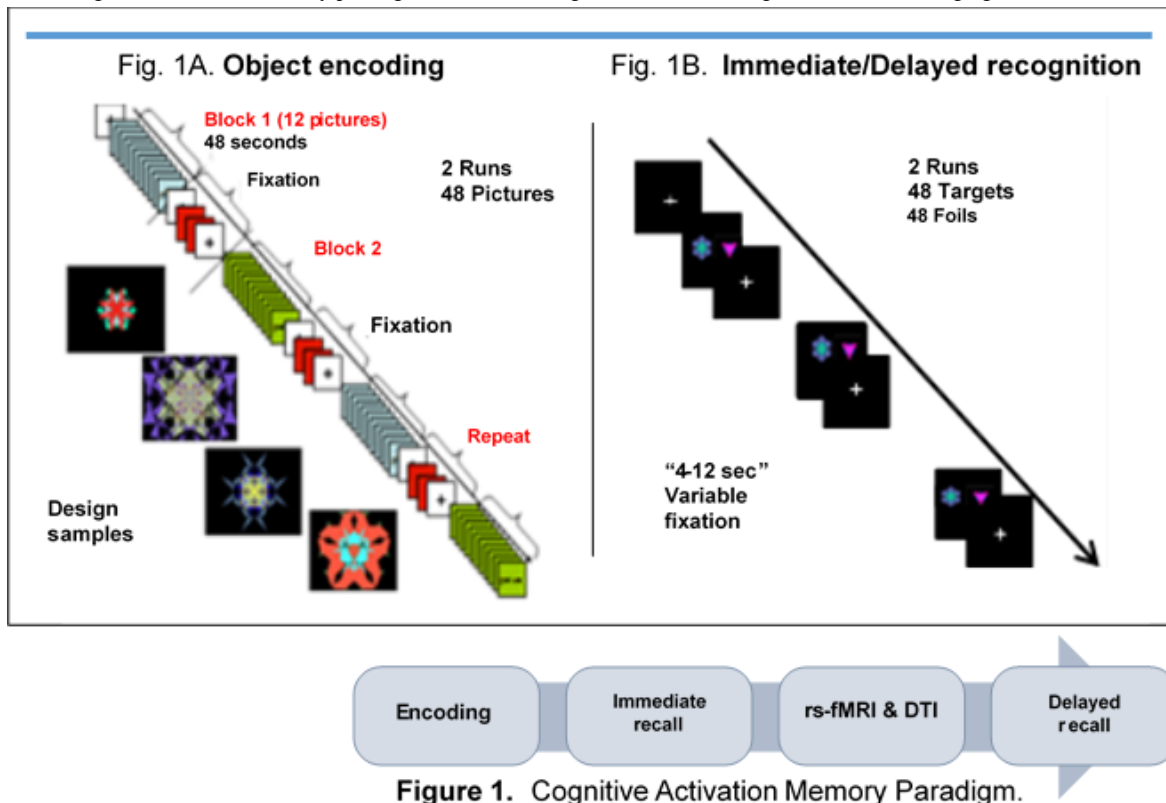 Fig. 1A. Object encoding
Block 1 (12 pictures)
48 seconds
Fixation
2 Runs
48 Pictures
Block 2
Fixation
Repeat
Design
samples
Fig. 1B. Immediate/Delayed recognition
2 Runs
48 Targets
48 Foils
“4-12 sec”
Variable
fixation
Encoding
Immediate
recall
rs-fMRI & DTI
Delayed
recall
Figure 1. Cognitive Activation Memory Paradigm.